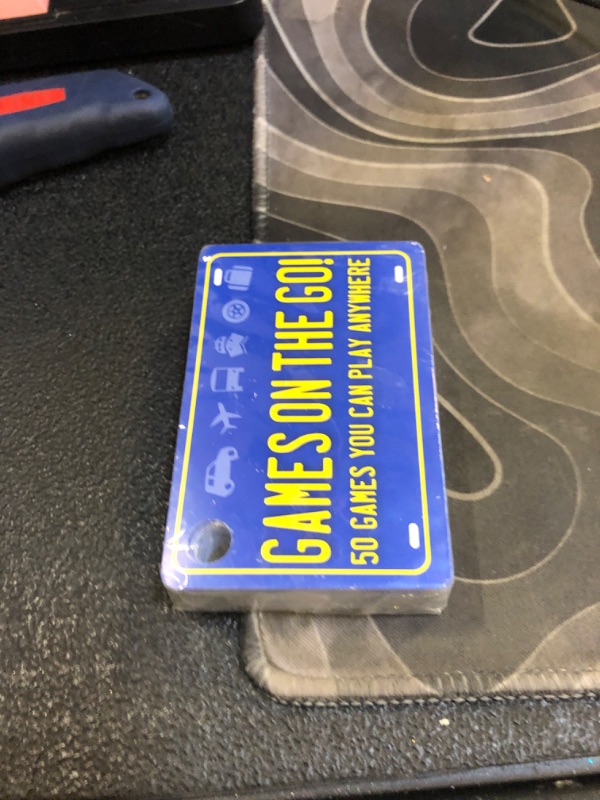 GAMES ON THE GO!
50 GAMES YOU CAN PLAY ANYWHERE